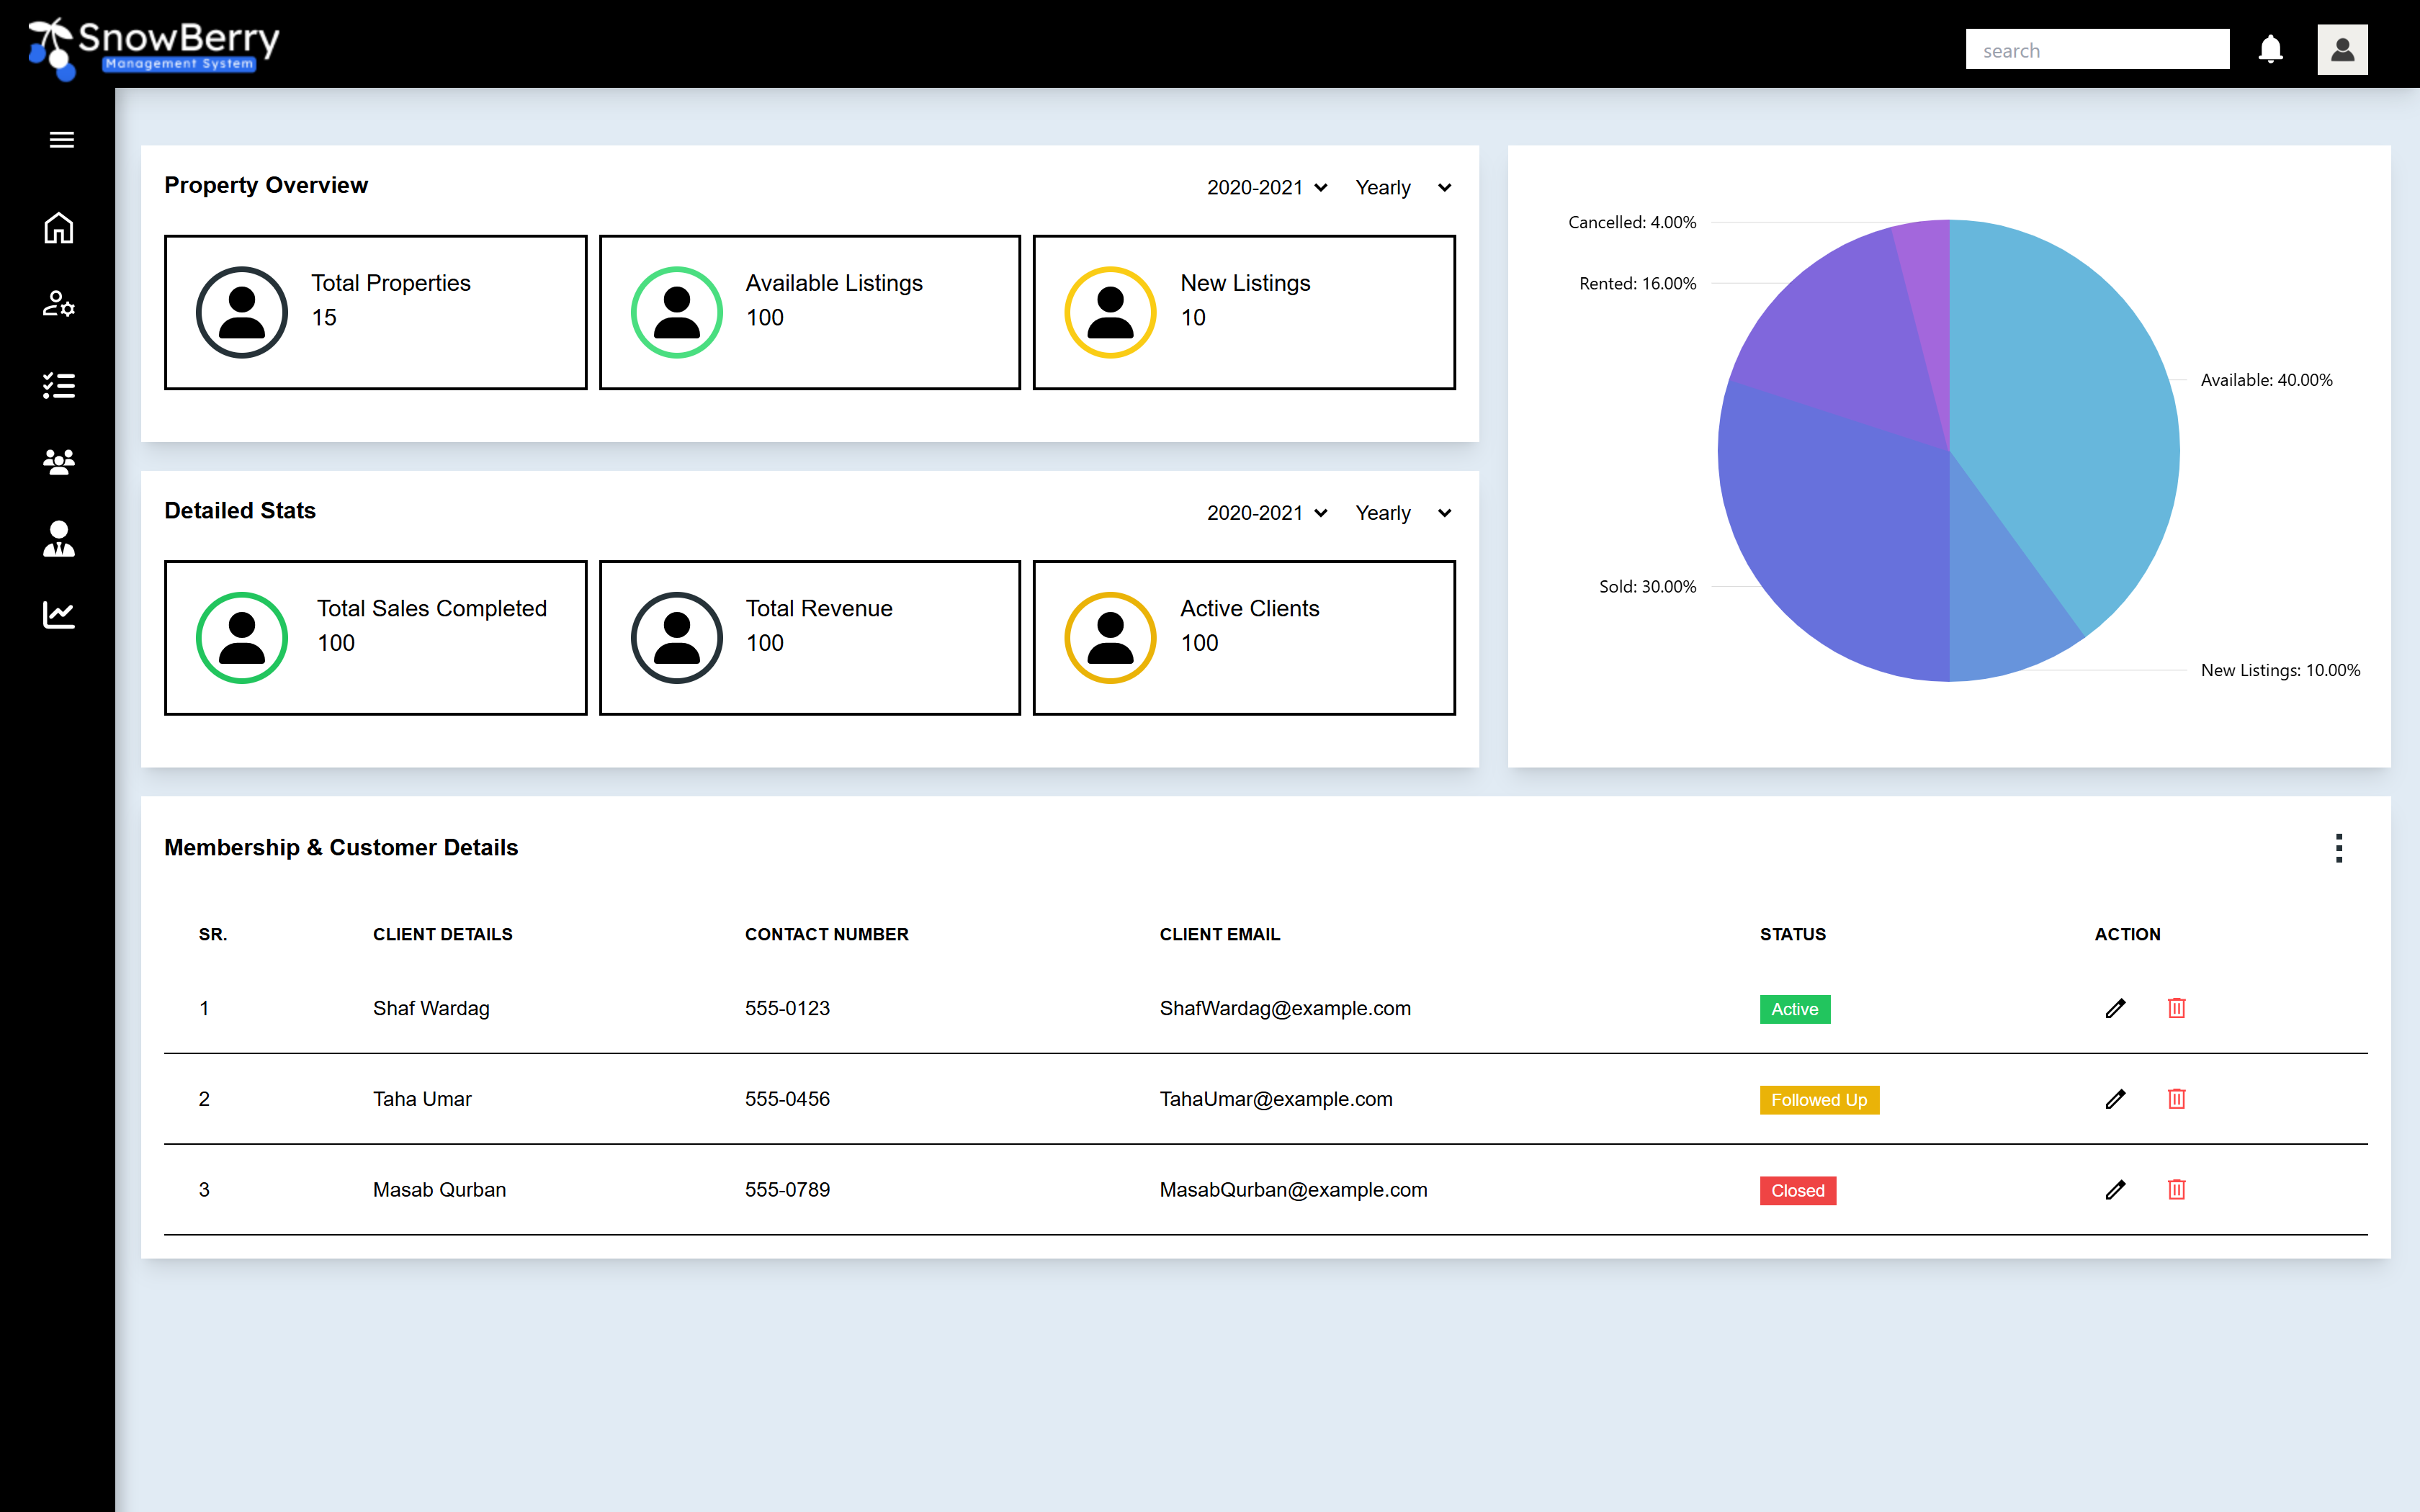 SnowBerry
Management System
search
Property Overview
2020-2021 Yearly
Total Properties
15
Available Listings
100
New Listings
10
Detailed Stats
2020-2021 Yearly
Total Sales Completed
100
Total Revenue
100
Active Clients
100
Cancelled: 4.00%
Rented: 16.00%
Available: 40.00%
Sold: 30.00%
New Listings: 10.00%
Membership & Customer Details
SR. CLIENT DETAILS CONTACT NUMBER CLIENT EMAIL STATUS ACTION
1 Shaf Wardag 555-0123 ShafWardag@example.com Active
2 Taha Umar 555-0456 TahaUmar@example.com Followed Up
3 Masab Qurban 555-0789 MasabQurban@example.com Closed